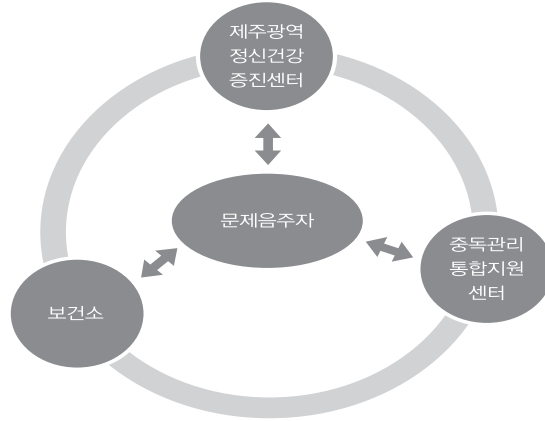 제주광역
정신건강
증진센터
문제음주자
중독관리
통합지원
센터
보건소